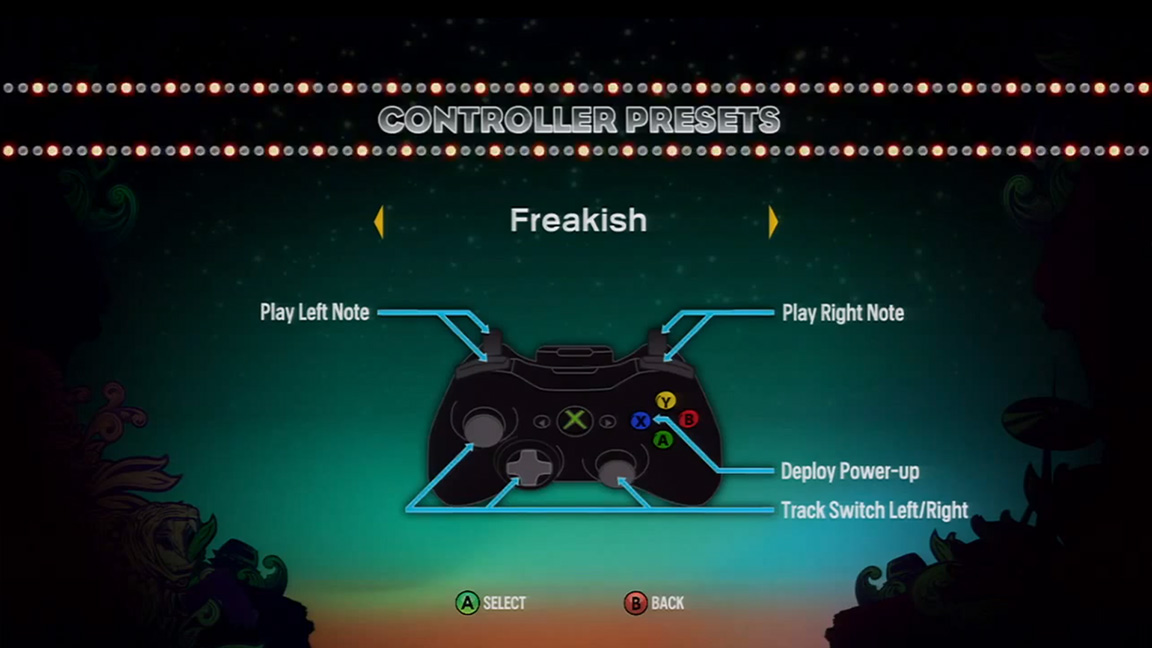 CONTROLLER PRESETS
Freakish
Play Left Note
Play Right Note
Y
X
B
A
Deploy Power-up
Track Switch Left/Right
A SELECT
B BACK